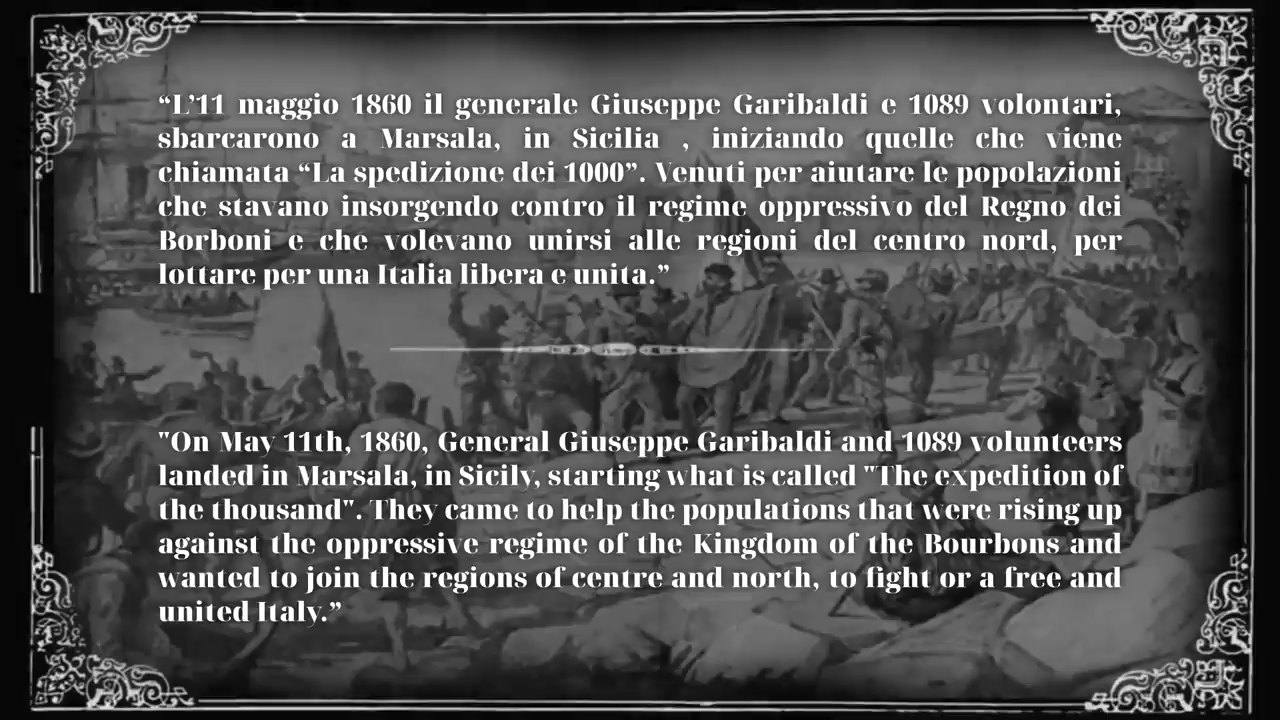 “L’11 maggio 1860 il generale Giuseppe Garibaldi e 1089 volontari,
sbarcarono a Marsala, in Sicilia , iniziando quelle che viene
chiamata “La spedizione dei 1000”. Venuti per aiutare le popolazioni
che stavano insorgendo contro il regime oppressivo del Regno dei
Borboni e che volevano unirsi alle regioni del centro nord, per
lottare per una Italia libera e unita.”
"On May 11th, 1860, General Giuseppe Garibaldi and 1089 volunteers
landed in Marsala, in Sicily, starting what is called "The expedition of
the thousand". They came to help the populations that were rising up
against the oppressive regime of the Kingdom of the Bourbons and
wanted to join the regions of centre and north, to fight or a free and
united Italy.”